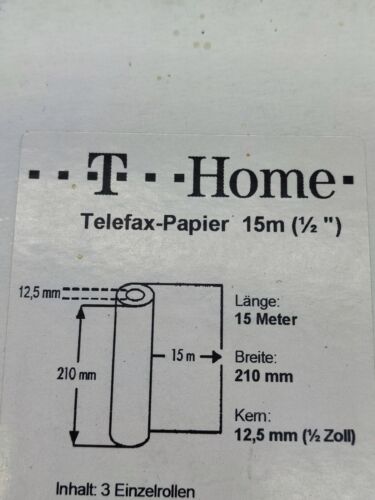 T Home
Telefax-Papier 15m (½ ")
12,5 mm
210 mm
15 m
Länge:
15 Meter
Breite:
210 mm
Kern:
12,5 mm (½ Zoll)
Inhalt: 3 Einzelrollen